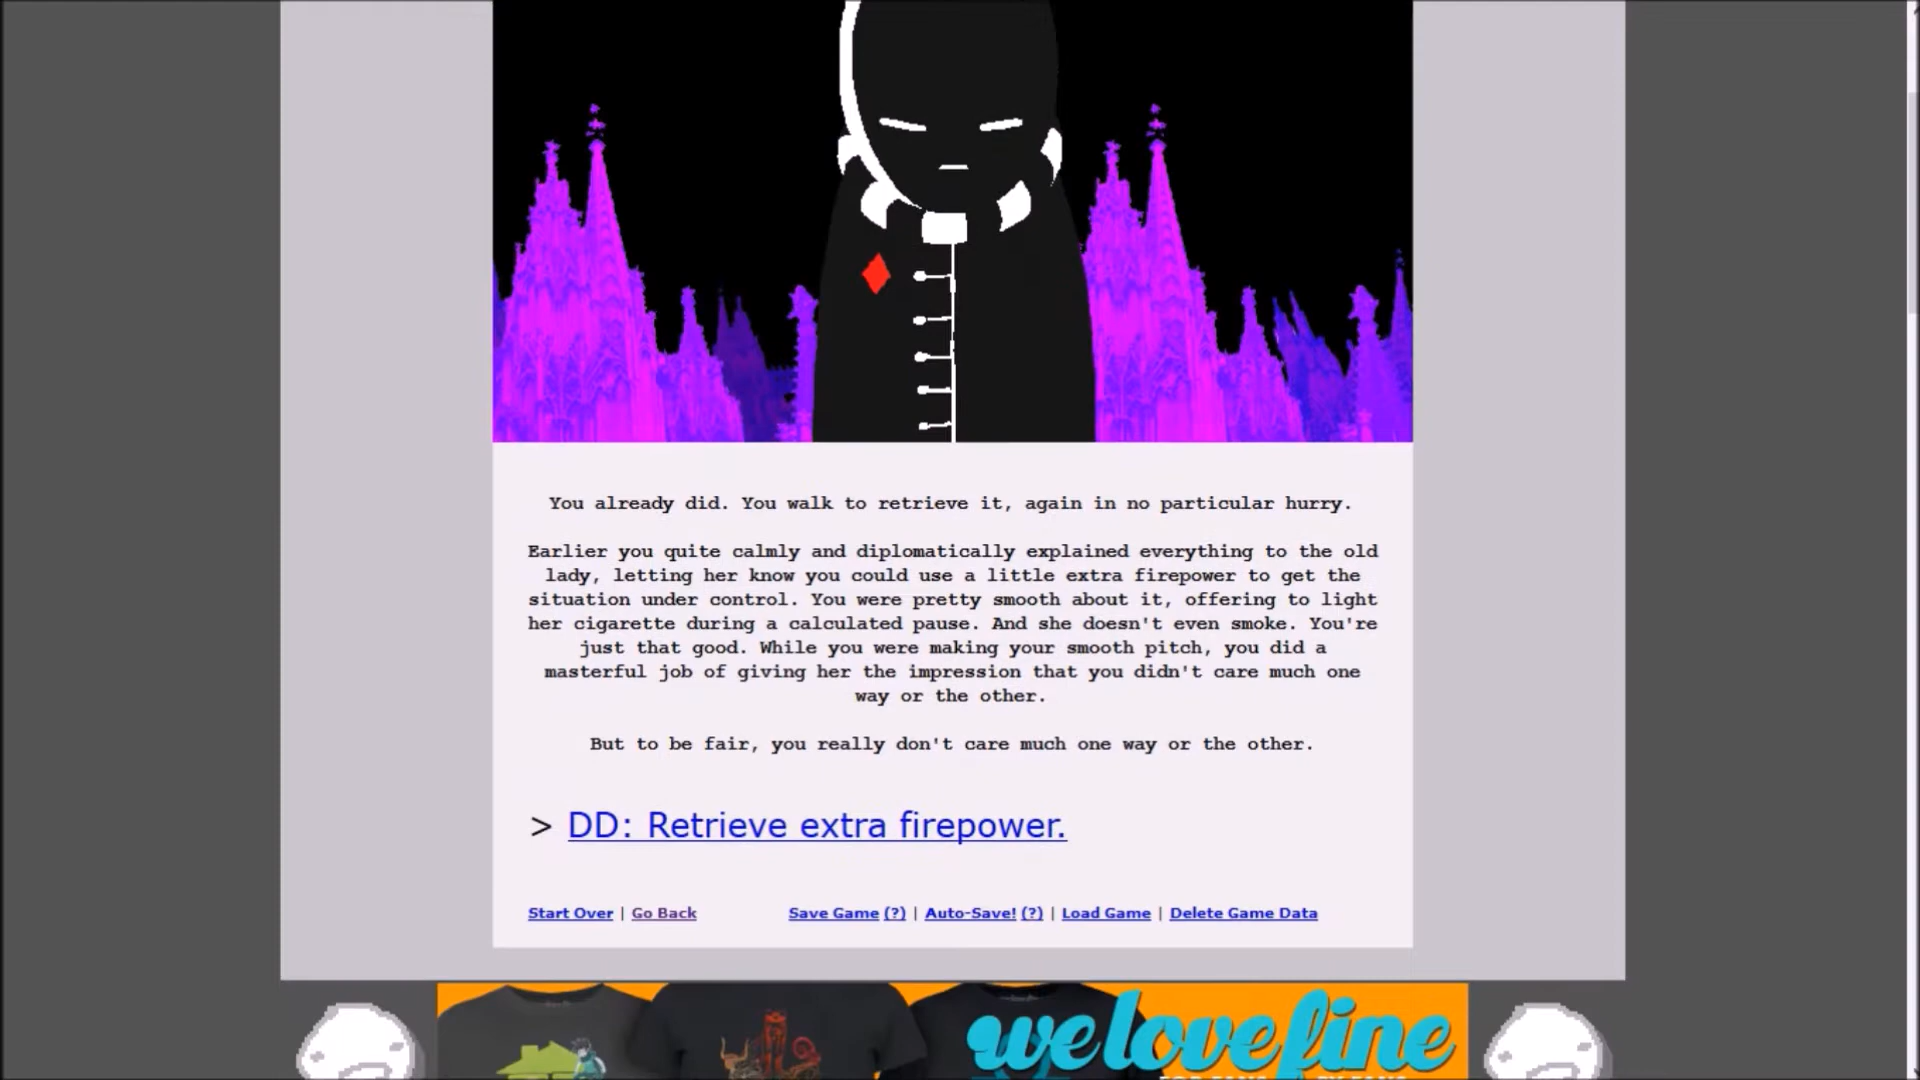 You already did. You walk to retrieve it, again in no particular hurry.
Earlier you quite calmly and diplomatically explained everything to the old
lady, letting her know you could use a little extra firepower to get the
situation under control. You were pretty smooth about it, offering to light
her cigarette during a calculated pause. And she doesn't even smoke. You're
just that good. While you were making your smooth pitch, you did a
masterful job of giving her the impression that you didn't care much one
way or the other.
But to be fair, you really don't care much one way or the other.
> DD: Retrieve extra firepower.
Start Over | Go Back Save Game (?) | Auto-Save! (?) | Load Game | Delete Game Data
welovefine